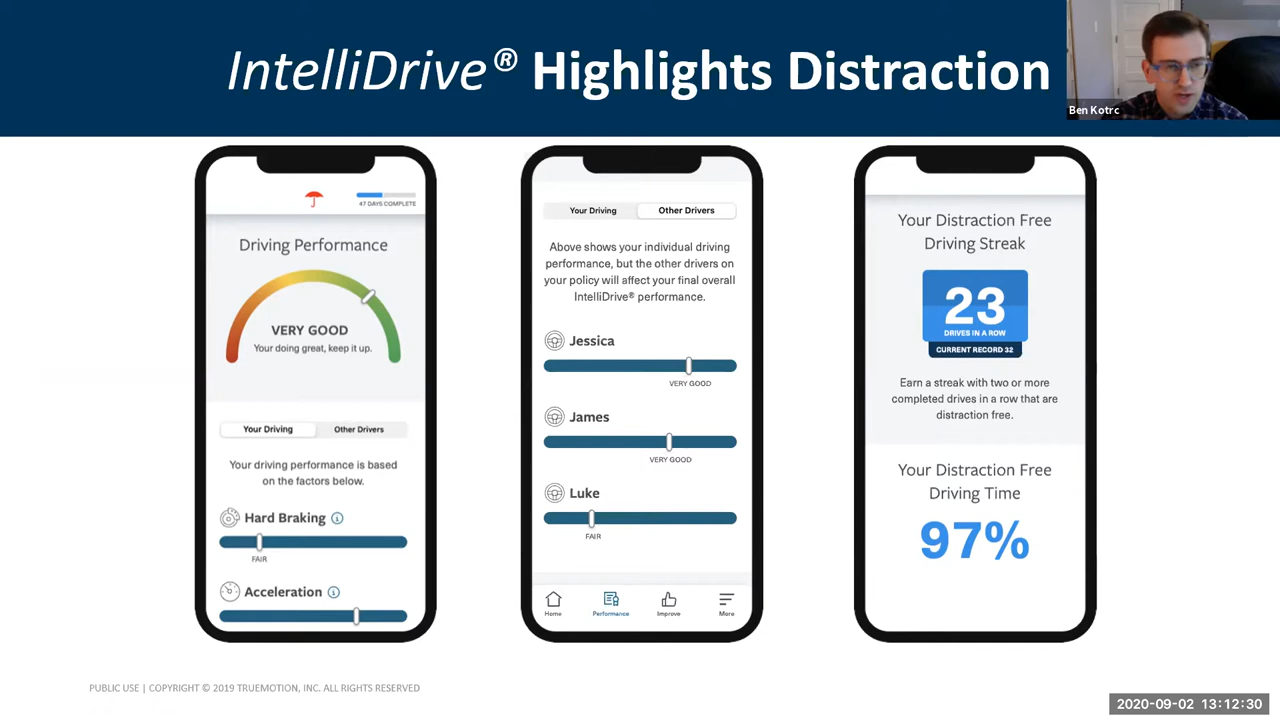 IntelliDrive® Highlights Distraction
Ben Kotrc
47 DAYS COMPLETE
Driving Performance
VERY GOOD
Your doing great, keep it up.
Your Driving
Other Drivers
Your driving performance is based
on the factors below.
Hard Braking
FAIR
Acceleration
Your Driving
Other Drivers
Above shows your individual driving
performance, but the other drivers on
your policy will affect your final overall
IntelliDrive® performance.
Jessica
VERY GOOD
James
VERY GOOD
Luke
FAIR
Home
Performance
Improve
More
Your Distraction Free
Driving Streak
23
DRIVES IN A ROW
CURRENT RECORD 32
Earn a streak with two or more
completed drives in a row that are
distraction free.
Your Distraction Free
Driving Time
97%
PUBLIC USE | COPYRIGHT © 2019 TRUEMOTION, INC. ALL RIGHTS RESERVED
2020-09-02 13:12:30